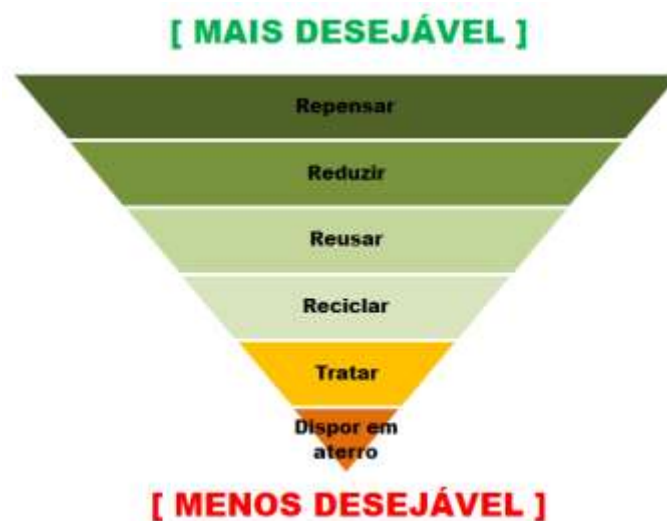 [ MAIS DESEJÁVEL ]
Repensar
Reduzir
Reusar
Reciclar
Tratar
Dispor em
aterro
[ MENOS DESEJÁVEL ]